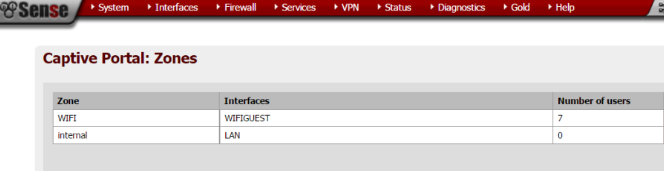 Sense System Interfaces Firewall Services VPN Status Diagnostics Gold Help
Captive Portal: Zones
Zone Interfaces Number of users
WIFI WIFIGUEST 7
internal LAN 0